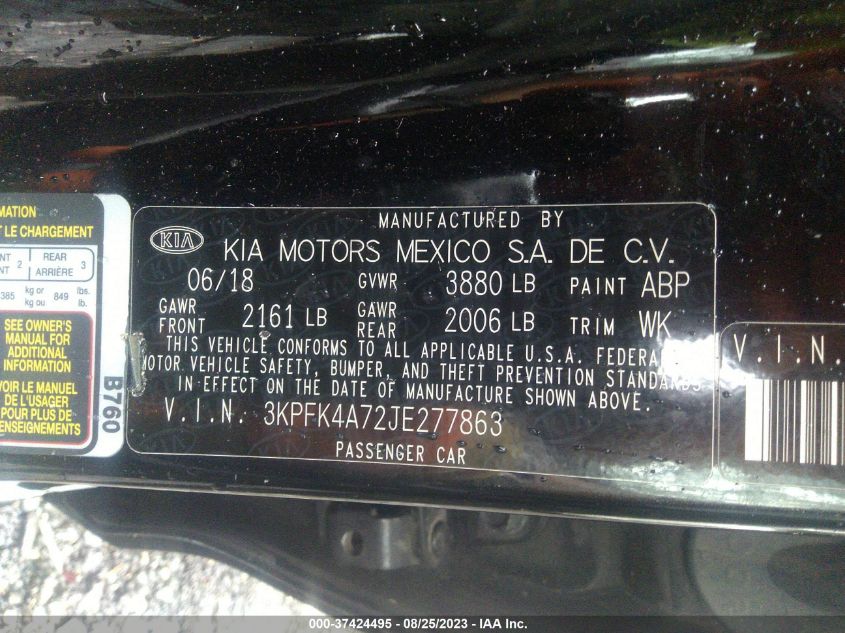 MATION
T LE CHARGEMENT
NT 2 REAR 3
NT ARRIÈRE
385 kg or 849 lbs.
kg ou lb.
SEE OWNER'S
MANUAL FOR
ADDITIONAL
INFORMATION
VOIR LE MANUEL
DE L'USAGER
POUR PLUS DE
RENSEIGNEMENTS
B760
MANUFACTURED BY
KIA KIA MOTORS MEXICO S.A. DE C.V.
06/18 GVWR 3880 LB PAINT ABP
GAWR FRONT 2161 LB GAWR REAR 2006 LB TRIM WK
THIS VEHICLE CONFORMS TO ALL APPLICABLE U.S.A. FEDERA
MOTOR VEHICLE SAFETY, BUMPER, AND THEFT PREVENTION STANDARDS
IN EFFECT ON THE DATE OF MANUFACTURE SHOWN ABOVE.
V.I.N. 3KPFK4A72JE277863
PASSENGER CAR
V.I.N.
000-37424495 - 08/25/2023 - IAA Inc.